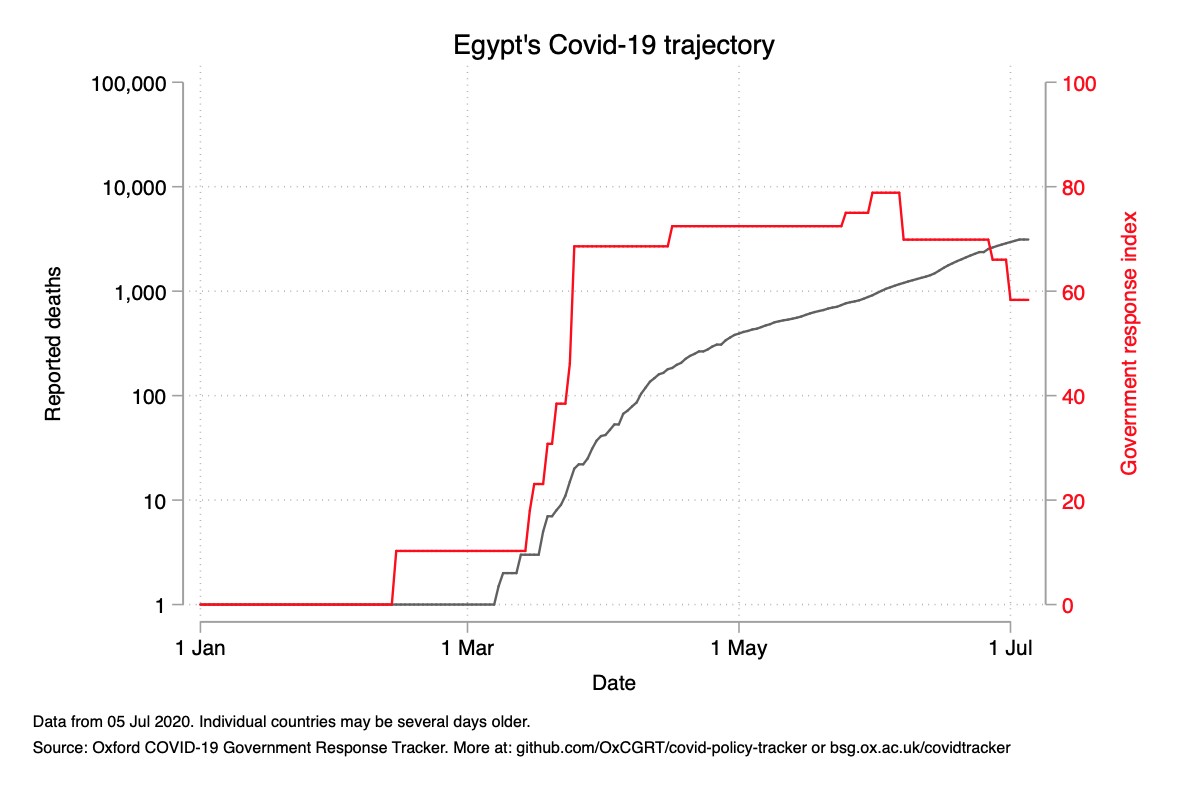 Egypt's Covid-19 trajectory
100,000
10,000
1,000
100
10
1
Reported deaths
100
80
60
40
20
0
Government response index
1 Jan
1 Mar
1 May
1 Jul
Date
Data from 05 Jul 2020. Individual countries may be several days older.
Source: Oxford COVID-19 Government Response Tracker. More at: github.com/OxCGRT/covid-policy-tracker or bsg.ox.ac.uk/covidtracker